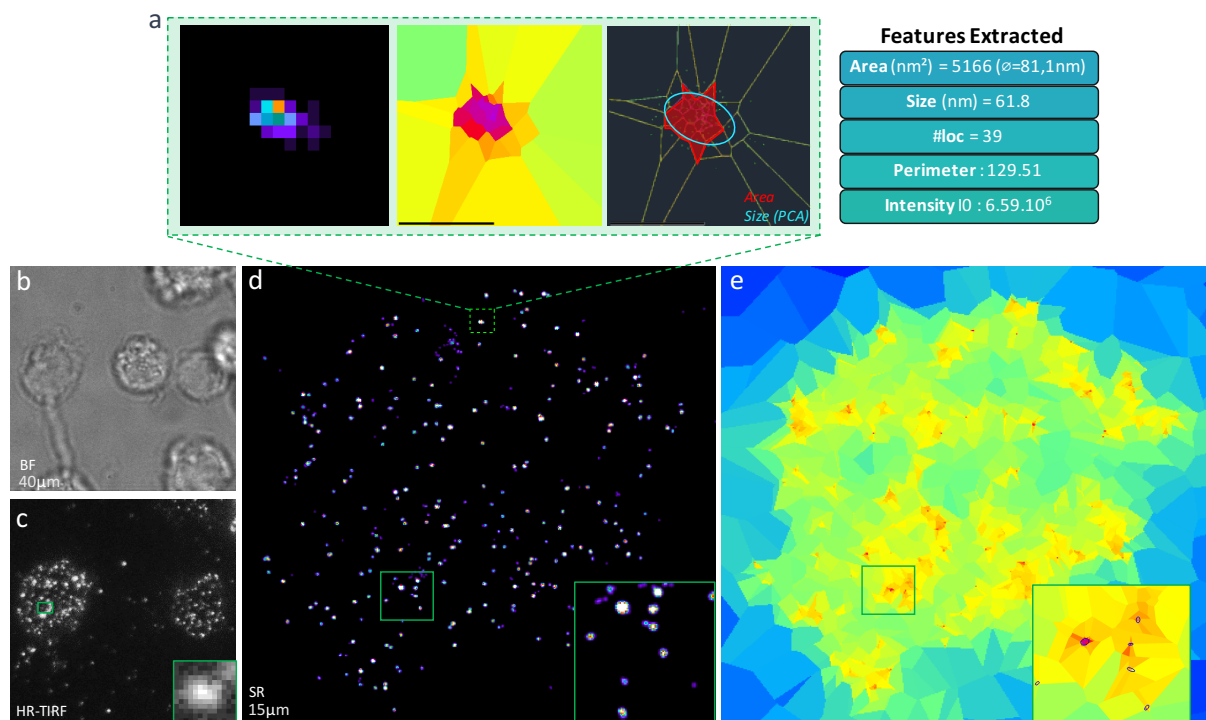 a
Features Extracted
Area (nm²) = 5166 (⌀=81,1nm)
Size (nm) = 61.8
#loc = 39
Perimeter : 129.51
Intensity I0 : 6.59.10⁶
Area
Size (PCA)
b
BF
40µm
c
HR-TIRF
d
SR
15µm
e